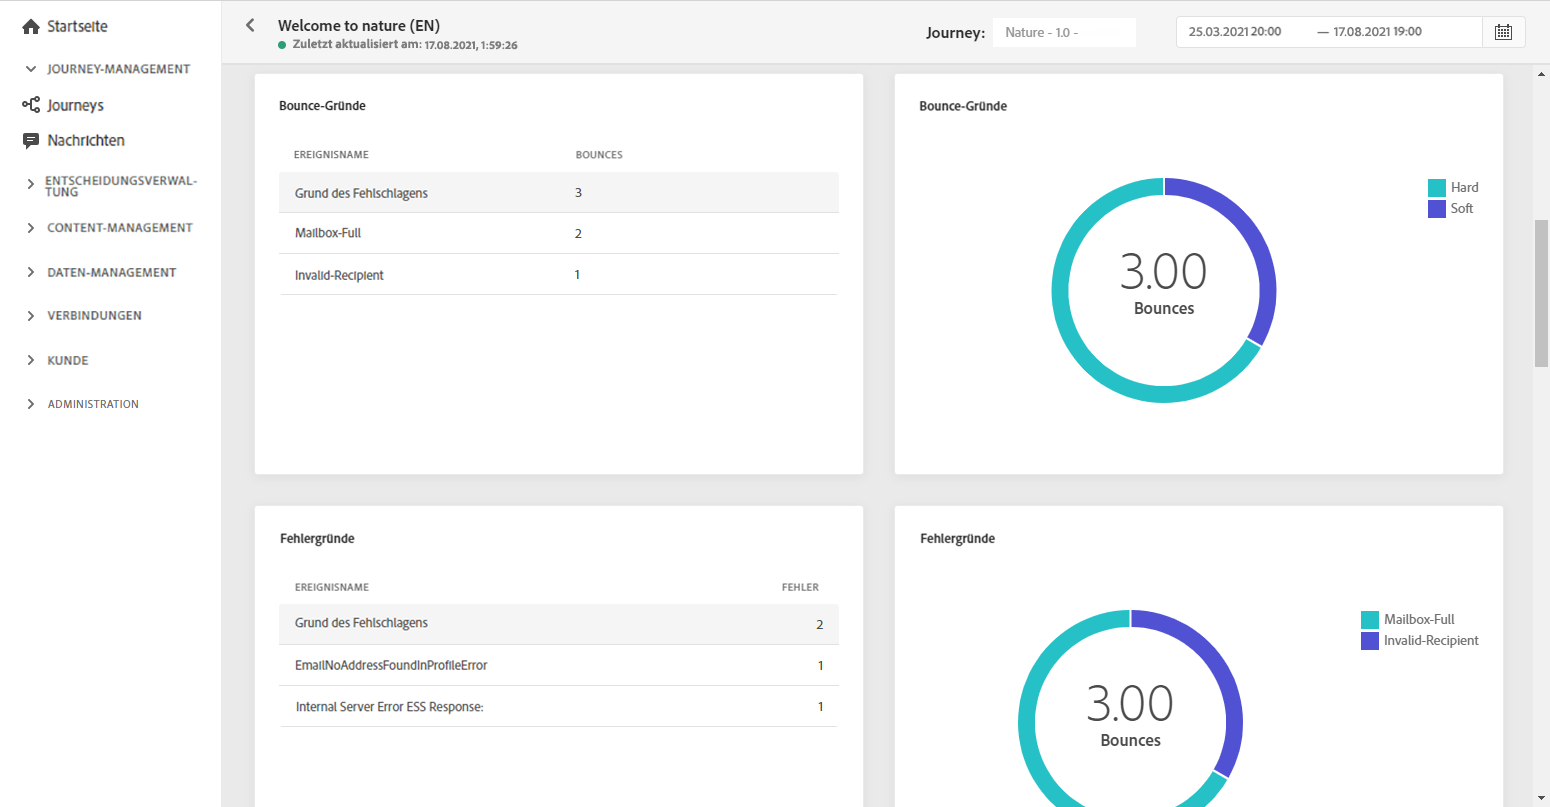 Startseite
JOURNEY-MANAGEMENT
Journeys
Nachrichten
ENTSCHEIDUNGSVERWAL-
TUNG
CONTENT-MANAGEMENT
DATEN-MANAGEMENT
VERBINDUNGEN
KUNDE
ADMINISTRATION
Welcome to nature (EN)
Zuletzt aktualisiert am: 17.08.2021, 1:59:26
Journey: Nature - 1.0 -
25.03.2021 20:00 — 17.08.2021 19:00
Bounce-Gründe
EREIGNISNAME BOUNCES
Grund des Fehlschlagens 3
Mailbox-Full 2
Invalid-Recipient 1
Bounce-Gründe
Hard
Soft
3.00
Bounces
Fehlergründe
EREIGNISNAME FEHLER
Grund des Fehlschlagens 2
EmailNoAddressFoundInProfileError 1
Internal Server Error ESS Response: 1
Fehlergründe
Mailbox-Full
Invalid-Recipient
3.00
Bounces